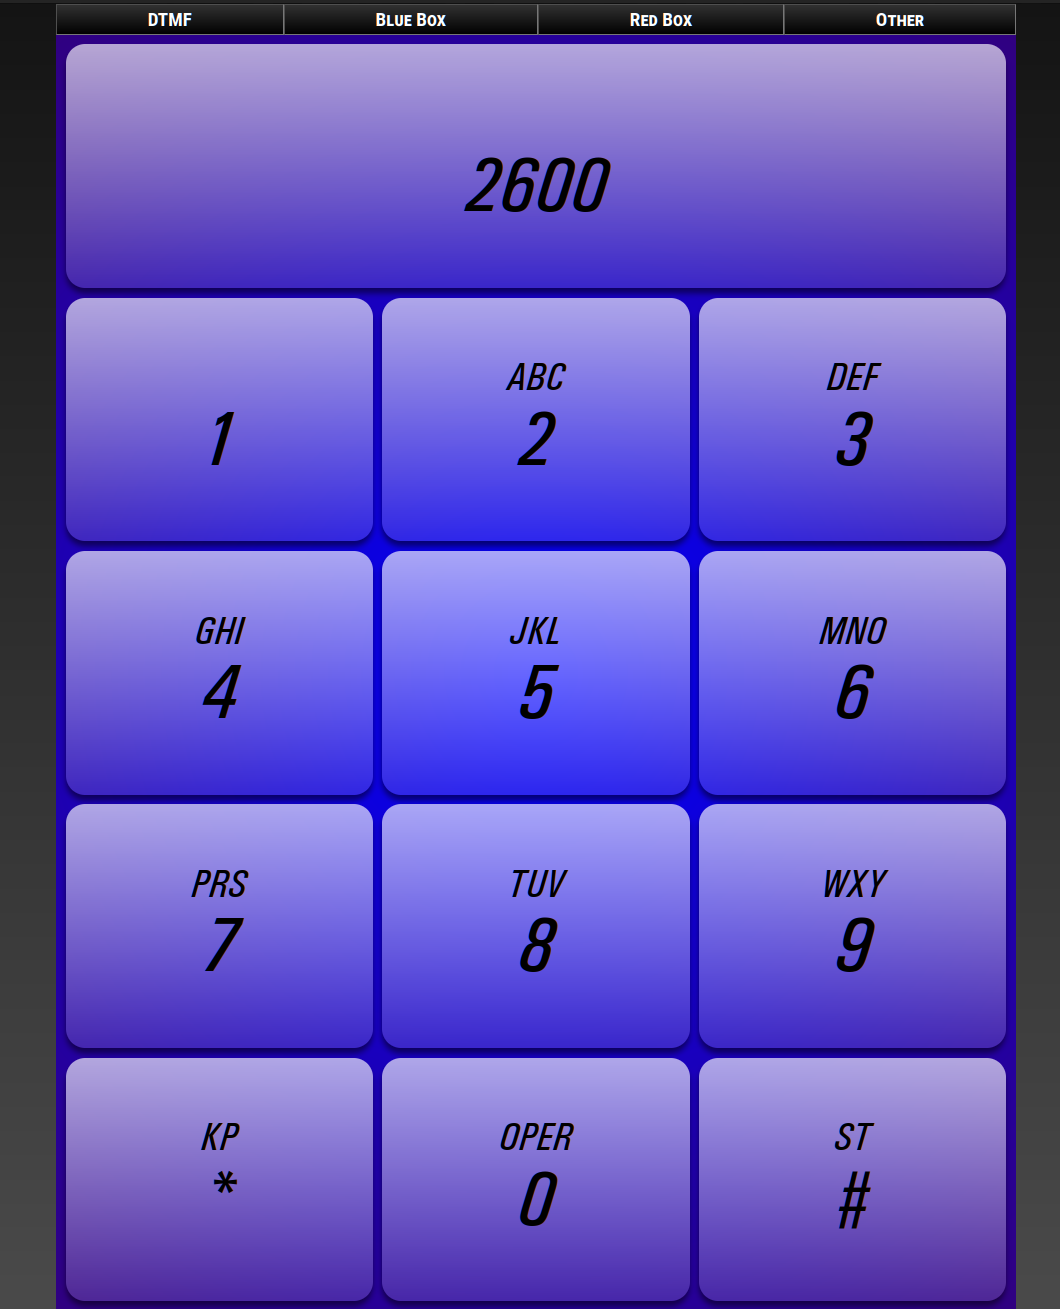 DTMF Blue Box Red Box Other
2600
1
ABC
2
DEF
3
GHI
4
JKL
5
MNO
6
PRS
7
TUV
8
WXY
9
KP
*
OPER
0
ST
#